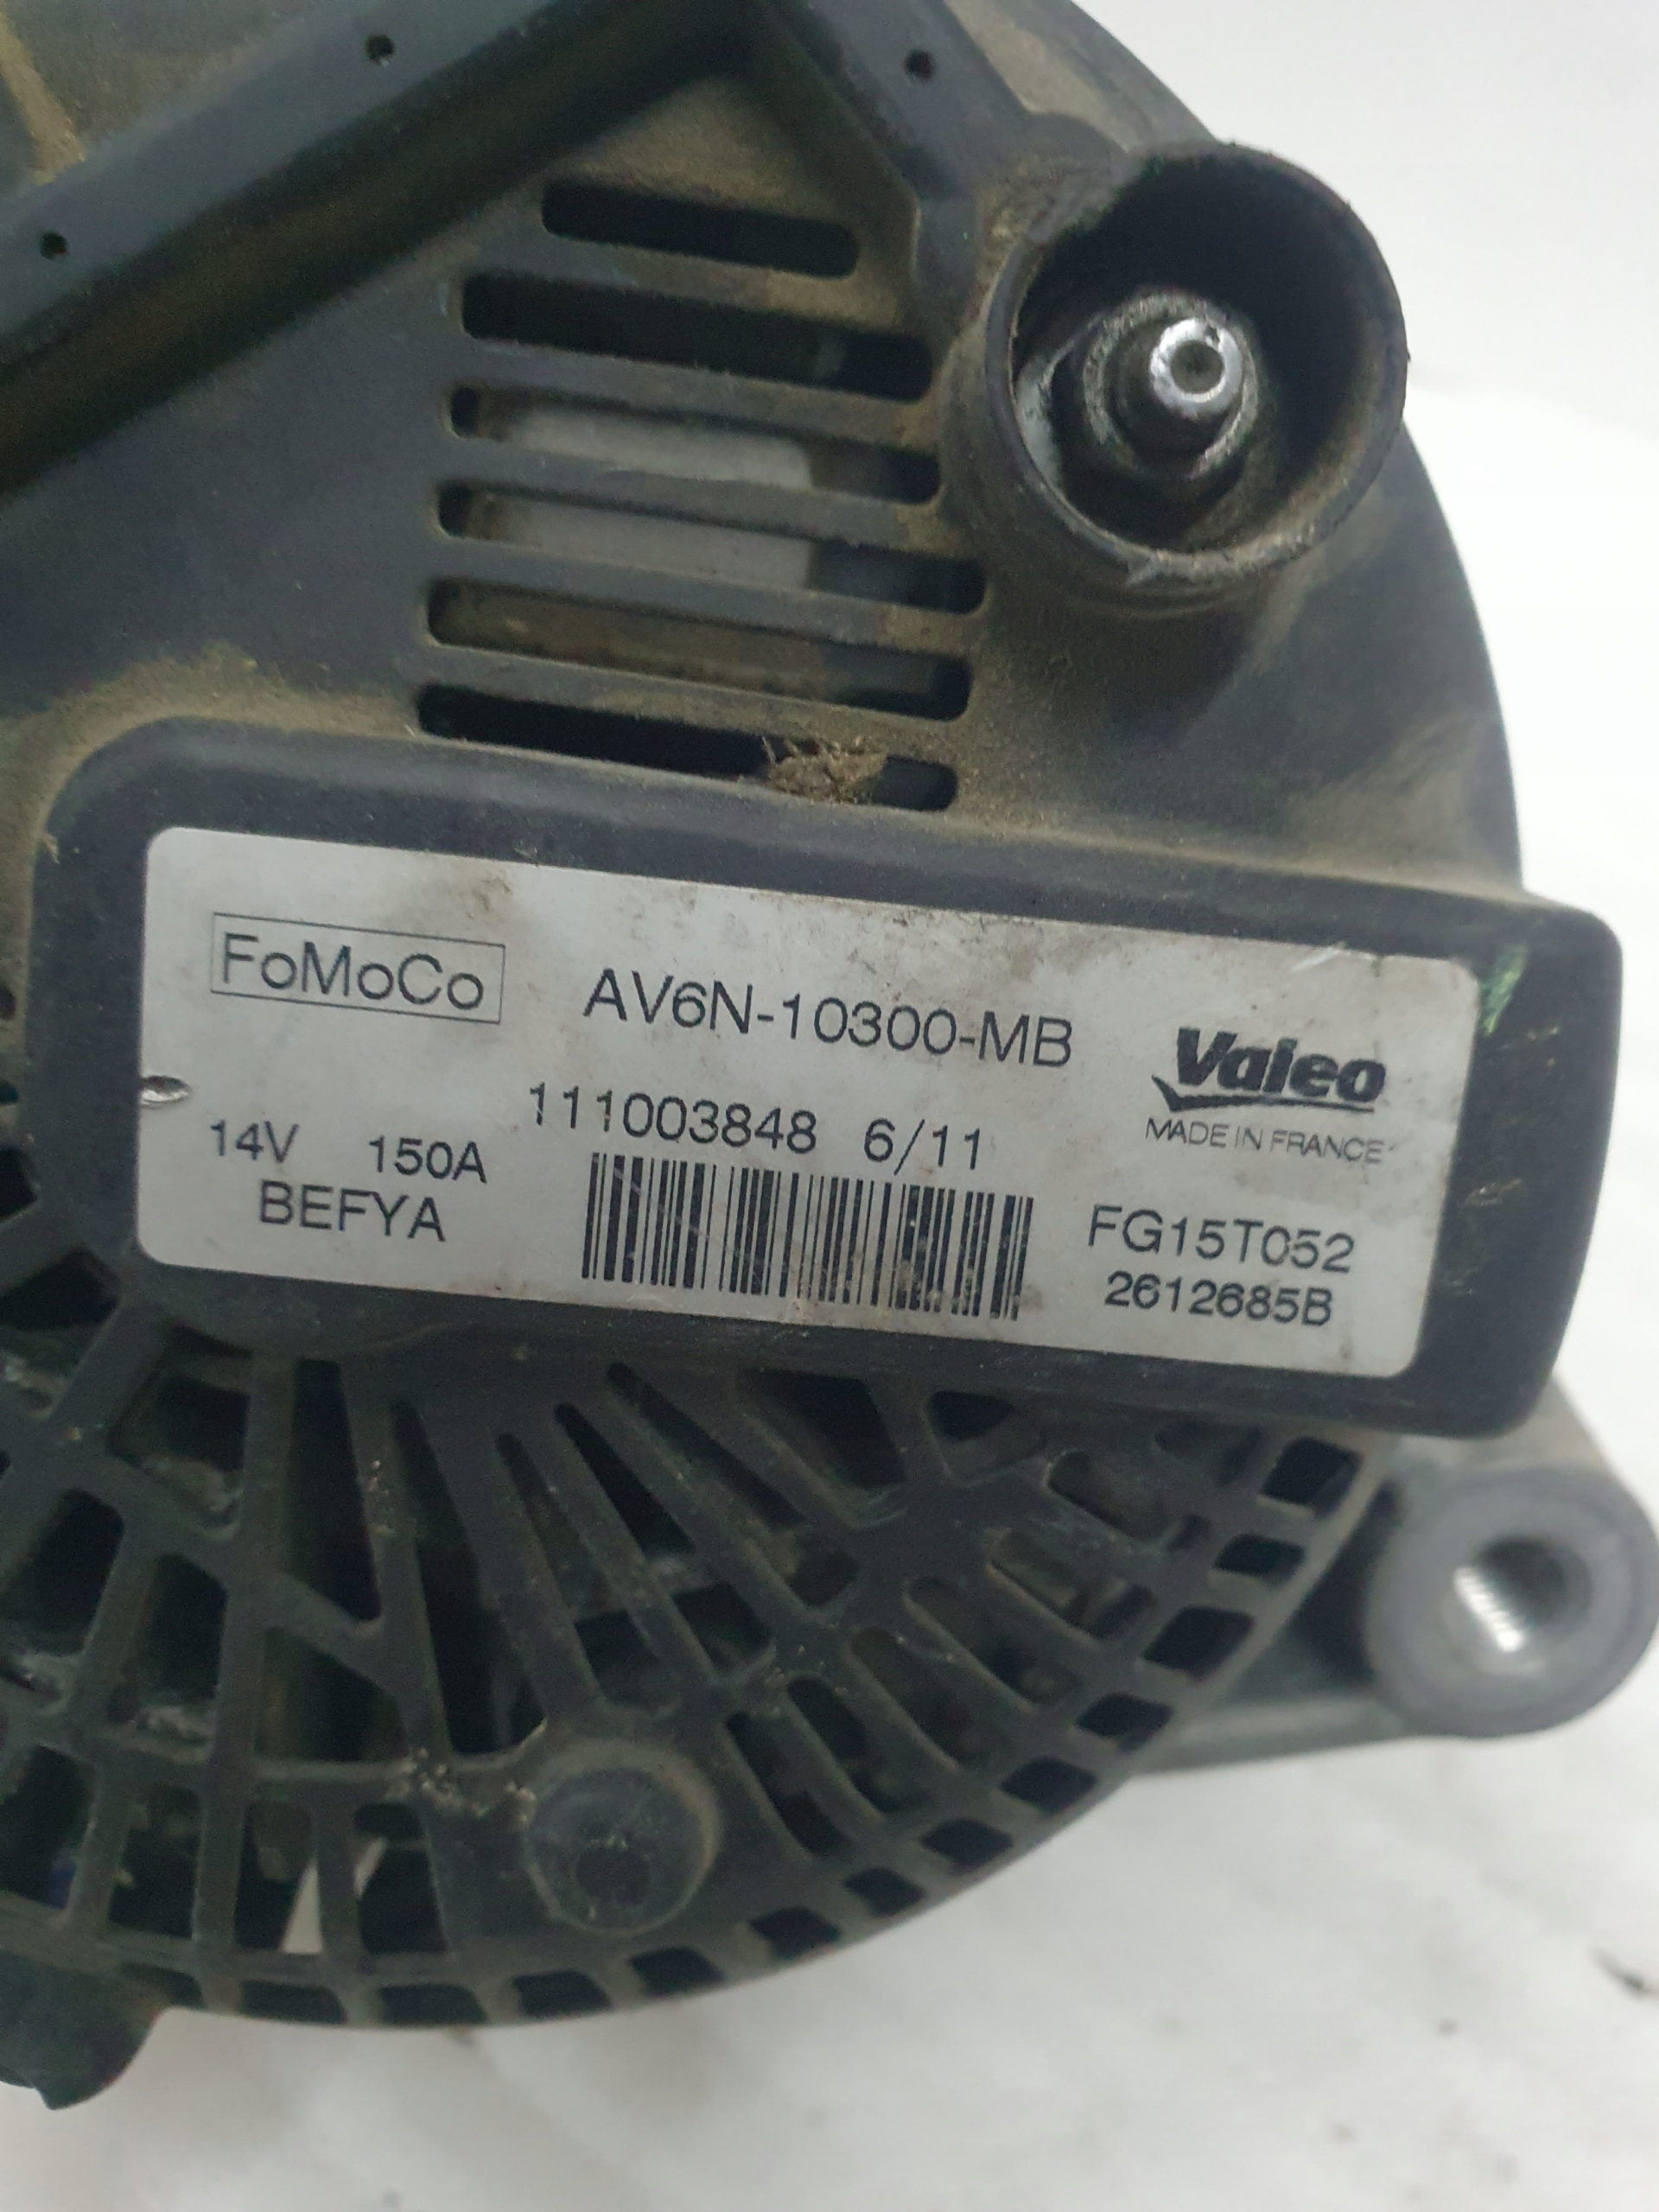 FoMoCo AV6N-10300-MB
Valeo
MADE IN FRANCE
111003848 6/11
14V 150A
BEFYA
FG15T052
2612685B